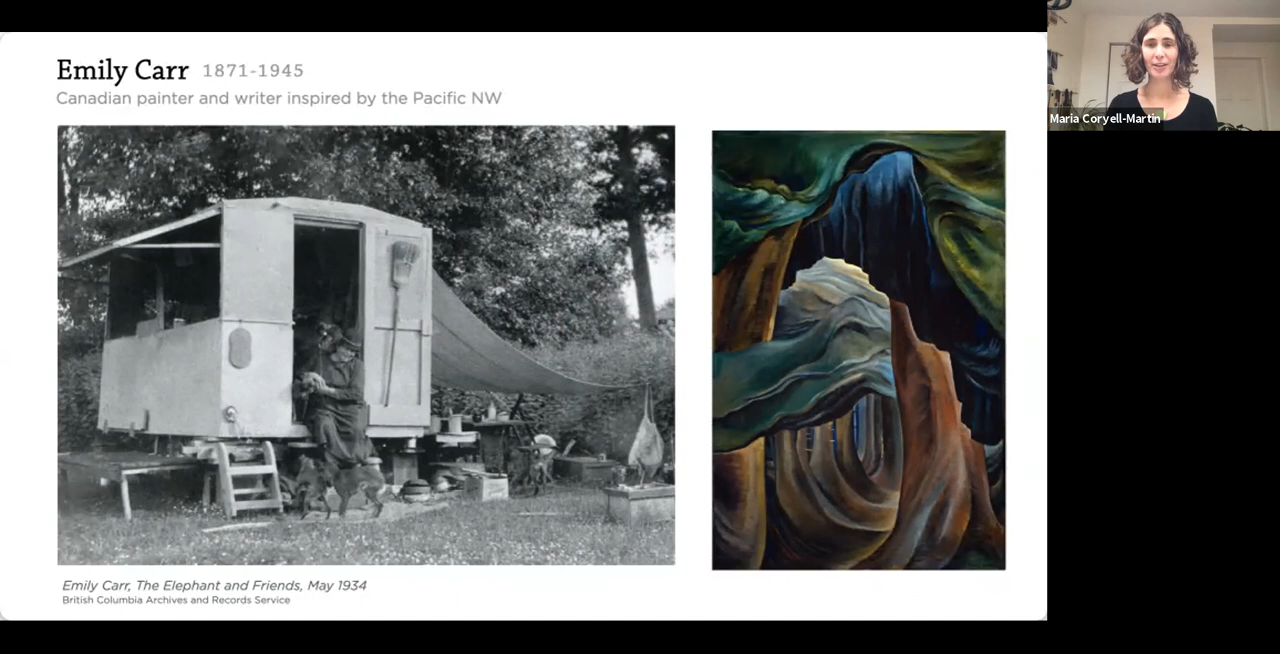 Emily Carr 1871-1945
Canadian painter and writer inspired by the Pacific NW
Emily Carr, The Elephant and Friends, May 1934
British Columbia Archives and Records Service
Maria Coryell-Martin